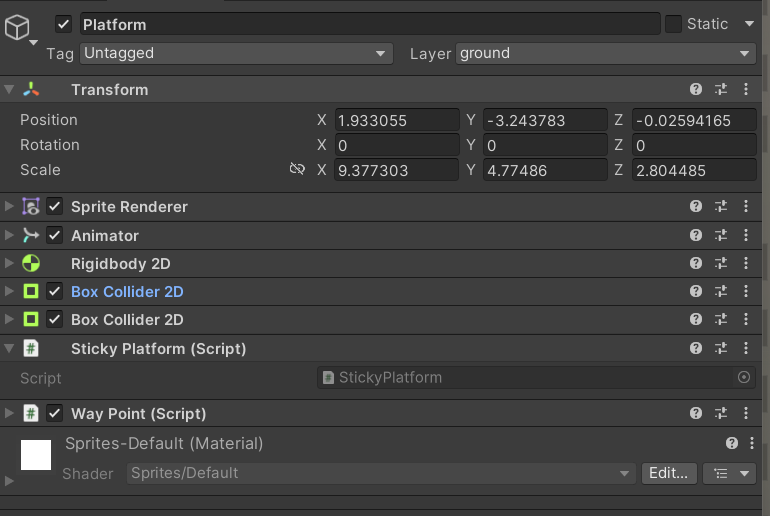 Platform Static
Tag Untagged Layer ground
Transform
Position X 1.933055 Y -3.243783 Z -0.02594165
Rotation X 0 Y 0 Z 0
Scale X 9.377303 Y 4.77486 Z 2.804485
Sprite Renderer
Animator
Rigidbody 2D
Box Collider 2D
Box Collider 2D
Sticky Platform (Script)
Script # StickyPlatform
Way Point (Script)
Sprites-Default (Material)
Shader Sprites/Default Edit...